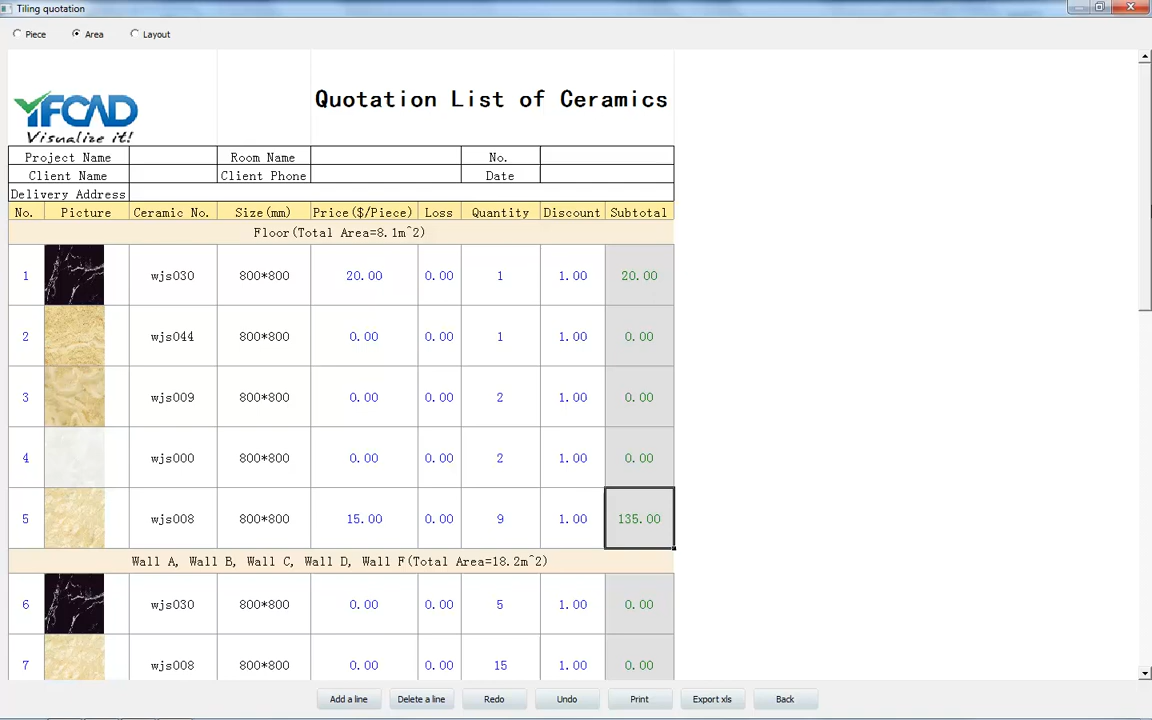 Tiling quotation
Piece Area Layout
YFCAD
Visualize it!
Quotation List of Ceramics
Project Name Room Name No.
Client Name Client Phone Date
Delivery Address
No. Picture Ceramic No. Size(mm) Price($/Piece) Loss Quantity Discount Subtotal
Floor(Total Area=8.1m^2)
1 wjs030 800*800 20.00 0.00 1 1.00 20.00
2 wjs044 800*800 0.00 0.00 1 1.00 0.00
3 wjs009 800*800 0.00 0.00 2 1.00 0.00
4 wjs000 800*800 0.00 0.00 2 1.00 0.00
5 wjs008 800*800 15.00 0.00 9 1.00 135.00
Wall A, Wall B, Wall C, Wall D, Wall F(Total Area=18.2m^2)
6 wjs030 800*800 0.00 0.00 5 1.00 0.00
7 wjs008 800*800 0.00 0.00 15 1.00 0.00
Add a line Delete a line Redo Undo Print Export xls Back